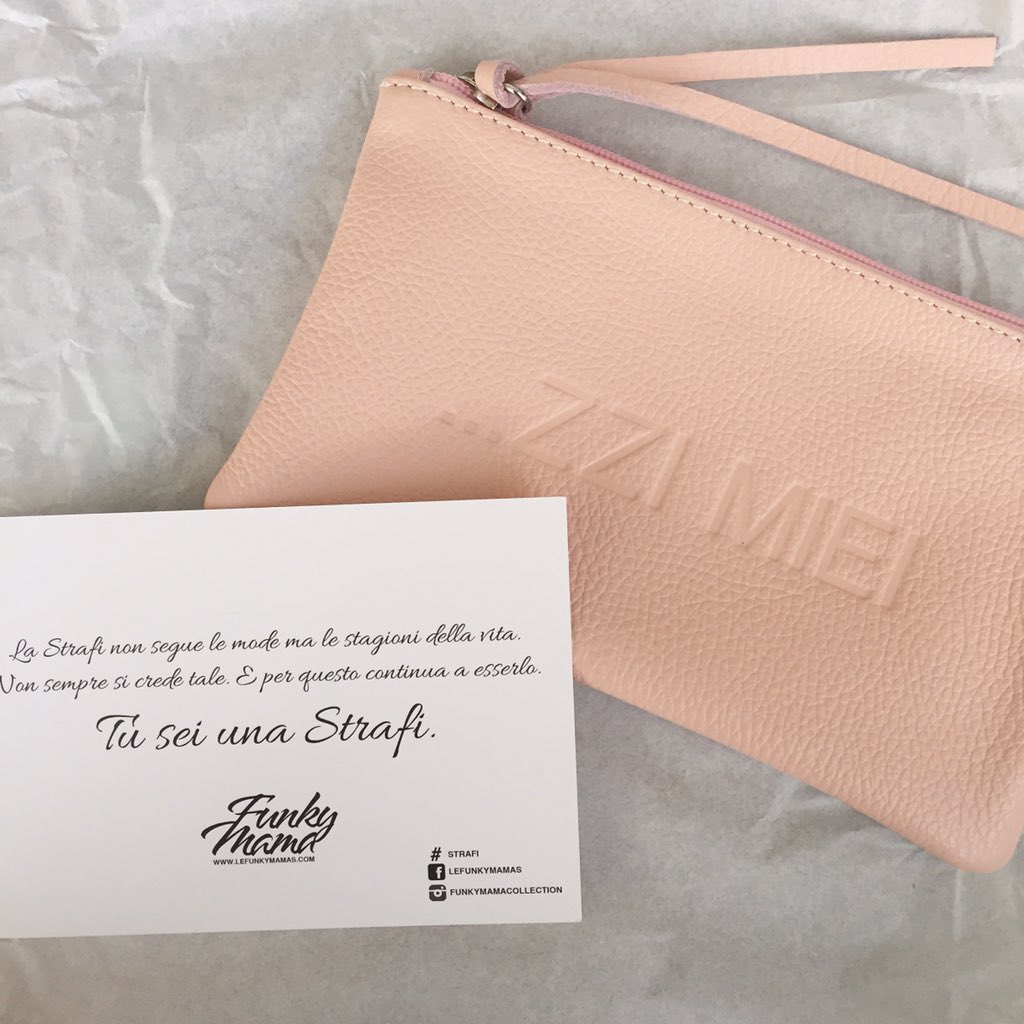 ...ZZI MIEI
La Strafi non segue le mode ma le stagioni della vita.
Non sempre si crede tale. E per questo continua a esserlo.
Tu sei una Strafi.
Funky
Mama
WWW.LEFUNKYMAMAS.COM
# STRAFI
f LEFUNKYMAMAS
FUNKYMAMACOLLECTION